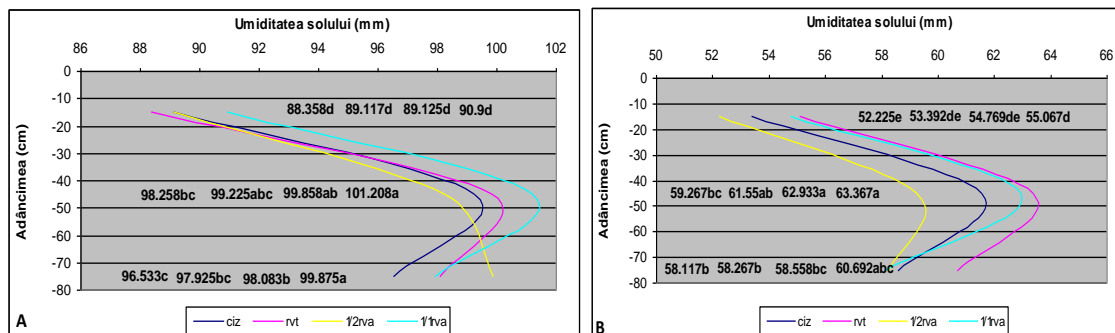 Umiditatea solului (mm)
86 88 90 92 94 96 98 100 102
Adâncimea (cm)
0
-10
-20
-30
-40
-50
-60
-70
-80
88.358d 89.117d 89.125d 90.9d
98.258bc 99.225abc 99.858ab 101.208a
96.533c 97.925bc 98.083b 99.875a
A
ciz rvt 1/2rva 1/1rva
Umiditatea solului (mm)
50 52 54 56 58 60 62 64 66
Adâncimea (cm)
0
-10
-20
-30
-40
-50
-60
-70
-80
52.225e 53.392de 54.769de 55.067d
59.267bc 61.55ab 62.933a 63.367a
58.117b 58.267b 58.558bc 60.692abc
B
ciz rvt 1/2rva 1/1rva